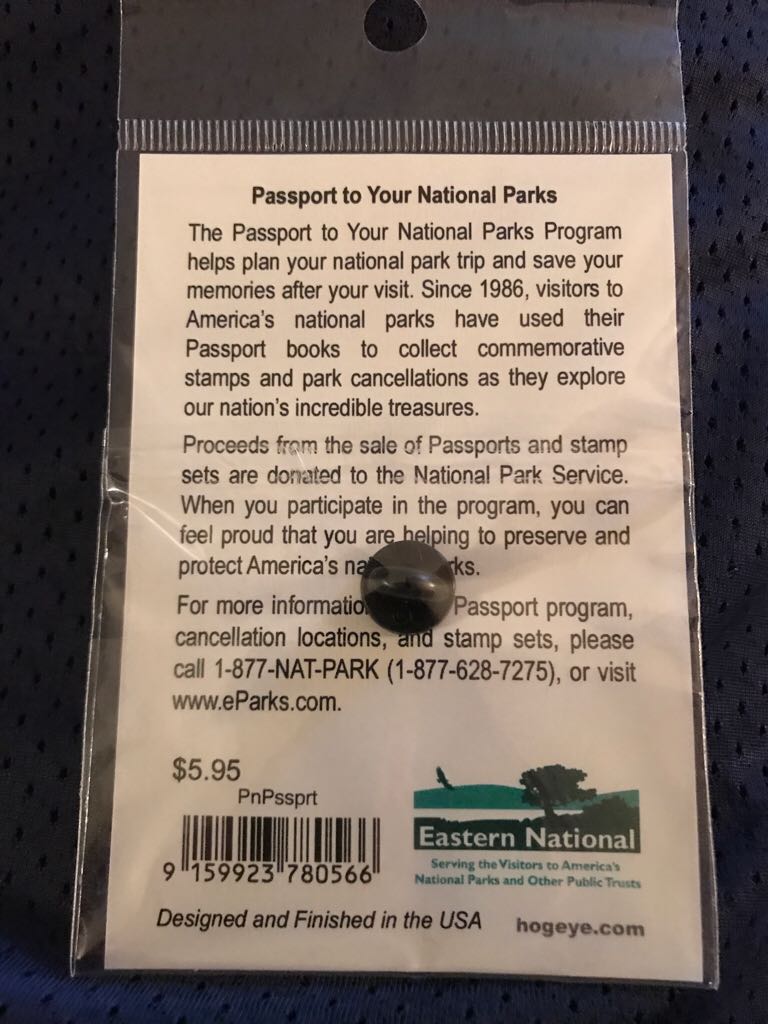 Passport to Your National Parks
The Passport to Your National Parks Program
helps plan your national park trip and save your
memories after your visit. Since 1986, visitors to
America's national parks have used their
Passport books to collect commemorative
stamps and park cancellations as they explore
our nation's incredible treasures.
Proceeds from the sale of Passports and stamp
sets are donated to the National Park Service.
When you participate in the program, you can
feel proud that you are helping to preserve and
protect America's
For more Passport program,
cancellation locations, and stamp sets, please
call 1-877-NAT-PARK (1-877-628-7275), or visit
www.eParks.com.
$5.95
PnPssprt
9 159923 780566
Eastern National
Serving the Visitors to America's
National Parks and Other Public Trusts
Designed and Finished in the USA
hogeye.com